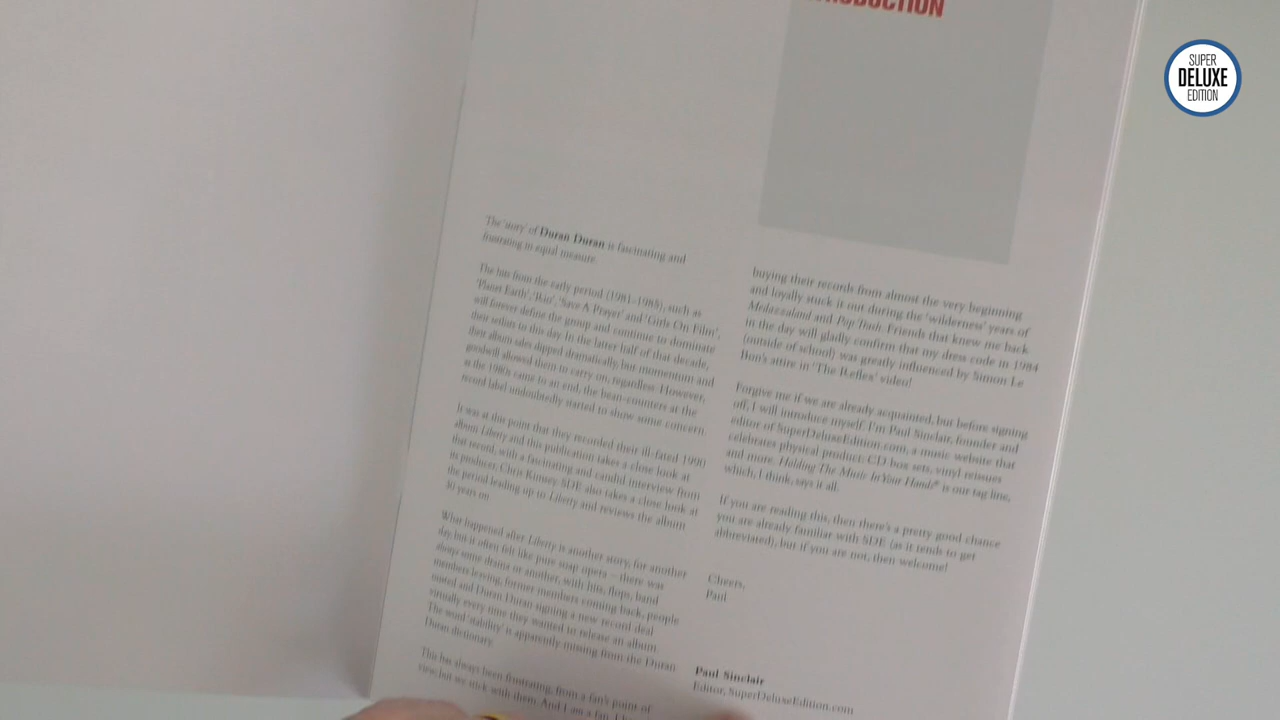 INTRODUCTION
The 'story' of Duran Duran is fascinating and
frustrating in equal measure.
The hits from the early period (1981–1985), such as
'Planet Earth', 'Rio', 'Save A Prayer' and 'Girls On Film',
will forever define the group and continue to dominate
their setlists to this day. In the latter half of that decade,
their album sales dipped dramatically, but momentum and
goodwill allowed them to carry on, regardless. However,
as the 1980s came to an end, the bean-counters at the
record label undoubtedly started to show some concern.
It was at this point that they recorded their ill-fated 1990
album Liberty and this publication takes a close look at
that record, with a fascinating and candid interview from
its producer, Chris Kimsey. SDE also takes a close look at
the period leading up to Liberty and reviews the album
30 years on.
What happened after Liberty is another story, for another
day, but it often felt like pure soap opera – there was
always some drama or another, with hits, flops, band
members leaving, former members coming back, people
ousted and Duran Duran signing a new record deal
virtually every time they wanted to release an album.
The word 'stability' is apparently missing from the Duran
Duran dictionary.
This has always been frustrating, from a fan's point of
view, but we stick with them. And I am a fan. I
buying their records from almost the very beginning
and loyally stuck it out during the 'wilderness' years of
Medazzaland and Pop Trash. Friends that knew me back
in the day will gladly confirm that my dress code in 1984
(outside of school) was greatly influenced by Simon Le
Bon's attire in 'The Reflex' video!
Forgive me if we are already acquainted, but before signing
off, I will introduce myself. I'm Paul Sinclair, founder and
editor of SuperDeluxeEdition.com, a music website that
celebrates physical product: CD box sets, vinyl reissues
and more. Holding The Music In Your Hands® is our tag line,
which, I think, says it all.
If you are reading this, then there's a pretty good chance
you are already familiar with SDE (as it tends to get
abbreviated), but if you are not, then welcome!
Cheers,
Paul
Paul Sinclair
Editor, SuperDeluxeEdition.com
SUPER
DELUXE
EDITION